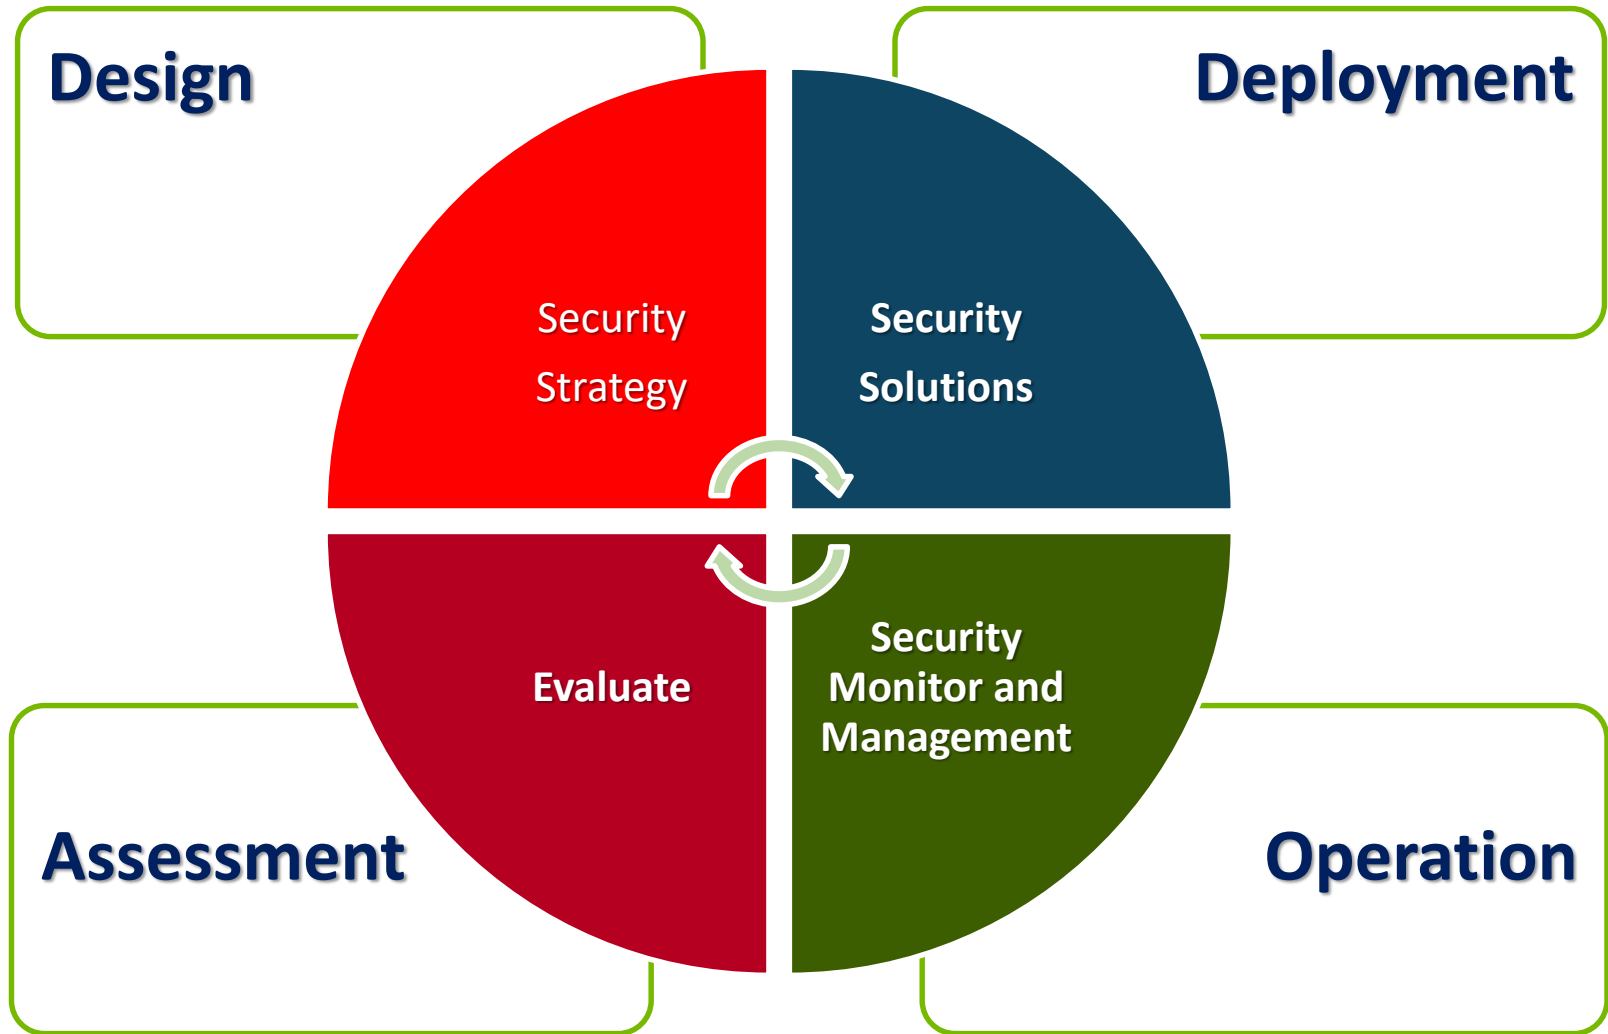 Design
Deployment
Security
Strategy
Security
Solutions
Evaluate
Security
Monitor and
Management
Assessment
Operation